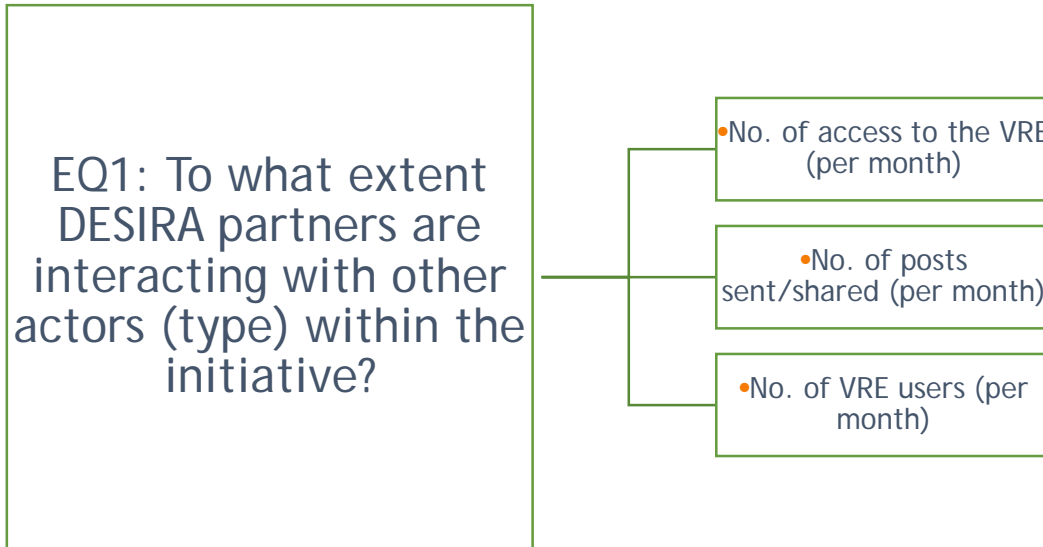 EQ1: To what extent
DESIRA partners are
interacting with other
actors (type) within the
initiative?
•No. of access to the VRE
(per month)
•No. of posts
sent/shared (per month)
•No. of VRE users (per
month)